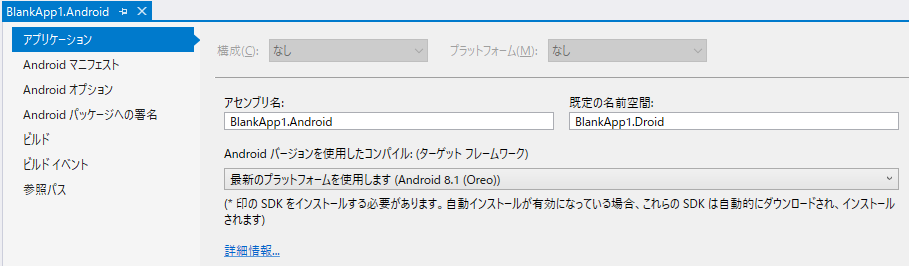 BlankApp1.Android
アプリケーション
Android マニフェスト
Android オプション
Android パッケージへの署名
ビルド
ビルド イベント
参照パス
構成(C): なし プラットフォーム(M): なし
アセンブリ名: 既定の名前空間:
BlankApp1.Android BlankApp1.Droid
Android バージョンを使用したコンパイル: (ターゲット フレームワーク)
最新のプラットフォームを使用します (Android 8.1 (Oreo))
(* 印の SDK をインストールする必要があります。自動インストールが有効になっている場合、これらの SDK は自動的にダウンロードされ、インストール
されます)
詳細情報...